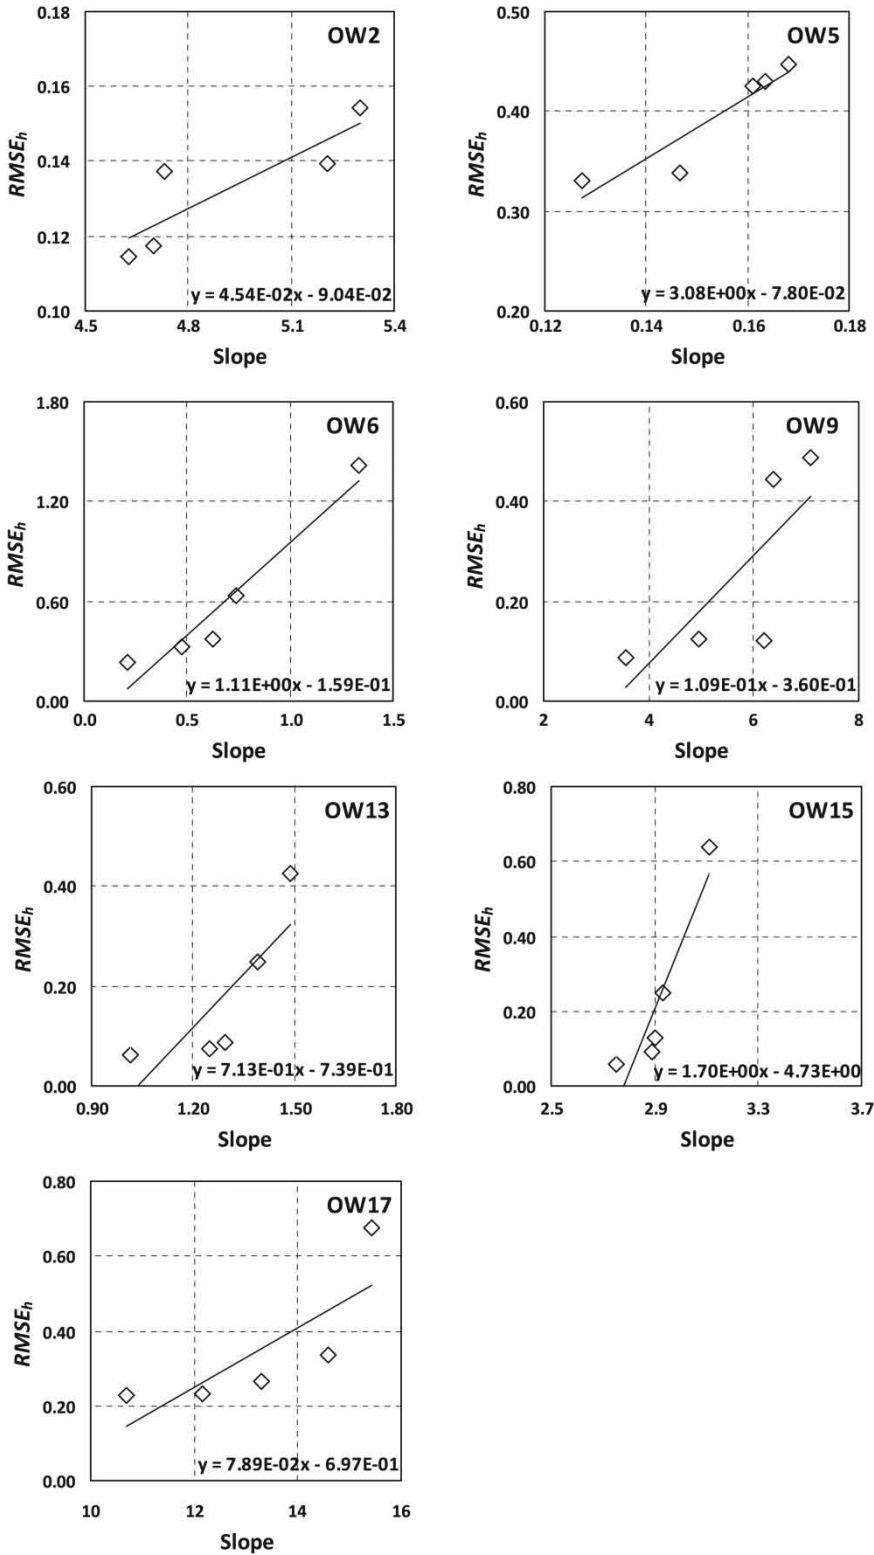 0.18
OW2
0.16
0.14
0.12
0.10
RMSEh
y = 4.54E-02x - 9.04E-02
4.5 4.8 5.1 5.4
Slope
0.50
OW5
0.40
0.30
0.20
RMSEh
y = 3.08E+00x - 7.80E-02
0.12 0.14 0.16 0.18
Slope
1.80
OW6
1.20
0.60
0.00
RMSEh
y = 1.11E+00x - 1.59E-01
0.0 0.5 1.0 1.5
Slope
0.60
OW9
0.40
0.20
0.00
RMSEh
y = 1.09E-01x - 3.60E-01
2 4 6 8
Slope
0.60
OW13
0.40
0.20
0.00
RMSEh
y = 7.13E-01x - 7.39E-01
0.90 1.20 1.50 1.80
Slope
0.80
OW15
0.60
0.40
0.20
0.00
RMSEh
y = 1.70E+00x - 4.73E+00
2.5 2.9 3.3 3.7
Slope
0.80
OW17
0.60
0.40
0.20
0.00
RMSEh
y = 7.89E-02x - 6.97E-01
10 12 14 16
Slope